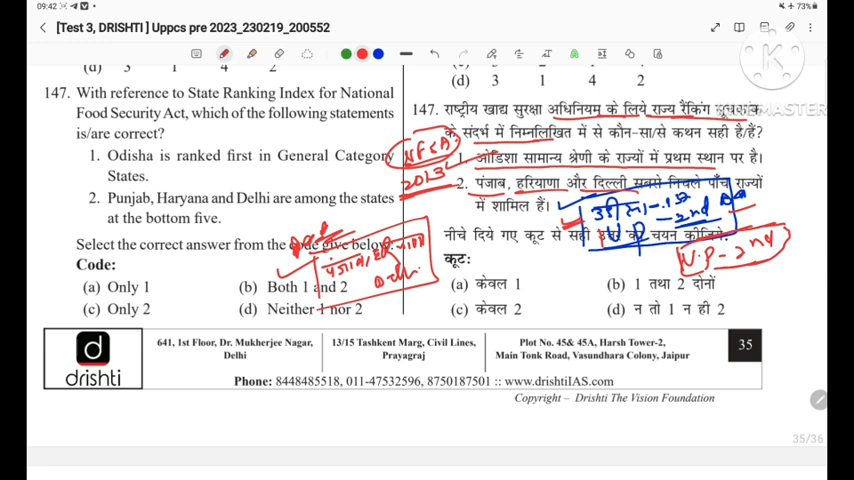 09:42
73%
[Test 3, DRISHTI ] Uppcs pre 2023_230219_200552
(d) 3 1 4 2
147. With reference to State Ranking Index for National
Food Security Act, which of the following statements
is/are correct?
1. Odisha is ranked first in General Category
States.
2. Punjab, Haryana and Delhi are among the states
at the bottom five.
Select the correct answer from the code give below:
Code:
(a) Only 1 (b) Both 1 and 2
(c) Only 2 (d) Neither 1 nor 2
(d) 3 1 4 2
147. राष्ट्रीय खाद्य सुरक्षा अधिनियम के लिये राज्य रैंकिंग सूचकांक
के संदर्भ में निम्नलिखित में से कौन-सा/से कथन सही है/हैं?
1. ओडिशा सामान्य श्रेणी के राज्यों में प्रथम स्थान पर है।
2. पंजाब, हरियाणा और दिल्ली सबसे निचले पाँच राज्यों
में शामिल हैं।
नीचे दिये गए कूट से सही उत्तर का चयन कीजिये:
कूट:
(a) केवल 1 (b) 1 तथा 2 दोनों
(c) केवल 2 (d) न तो 1 न ही 2
NFSA
2013
1st
2nd
UP
U.P - 2nd
Delhi
K
KINEMASTER
d
drishti
641, 1st Floor, Dr. Mukherjee Nagar,
Delhi
13/15 Tashkent Marg, Civil Lines,
Prayagraj
Plot No. 45& 45A, Harsh Tower-2,
Main Tonk Road, Vasundhara Colony, Jaipur
35
Phone: 8448485518, 011-47532596, 8750187501 :: www.drishtiIAS.com
Copyright – Drishti The Vision Foundation
35/36